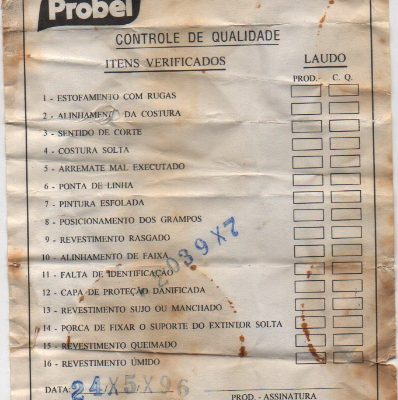 Probel
CONTROLE DE QUALIDADE
ITENS VERIFICADOS LAUDO
PROD.- C. Q.
1 - ESTOFAMENTO COM RUGAS
2 - ALINHAMENTO DA COSTURA
3 - SENTIDO DE CORTE
4 - COSTURA SOLTA
5 - ARREMATE MAL EXECUTADO
6 - PONTA DE LINHA
7 - PINTURA ESFOLADA
8 - POSICIONAMENTO DOS GRAMPOS
9 - REVESTIMENTO RASGADO
10 - ALINHAMENTO DE FAIXA
11 - FALTA DE IDENTIFICAÇÃO
12 - CAPA DE PROTEÇÃO DANIFICADA
13 - REVESTIMENTO SUJO OU MANCHADO
14 - PORCA DE FIXAR O SUPORTE DO EXTINTOR SOLTA
15 - REVESTIMENTO QUEIMADO
16 - REVESTIMENTO ÚMIDO
2039X7
DATA: 24X5X96
PROD. - ASSINATURA